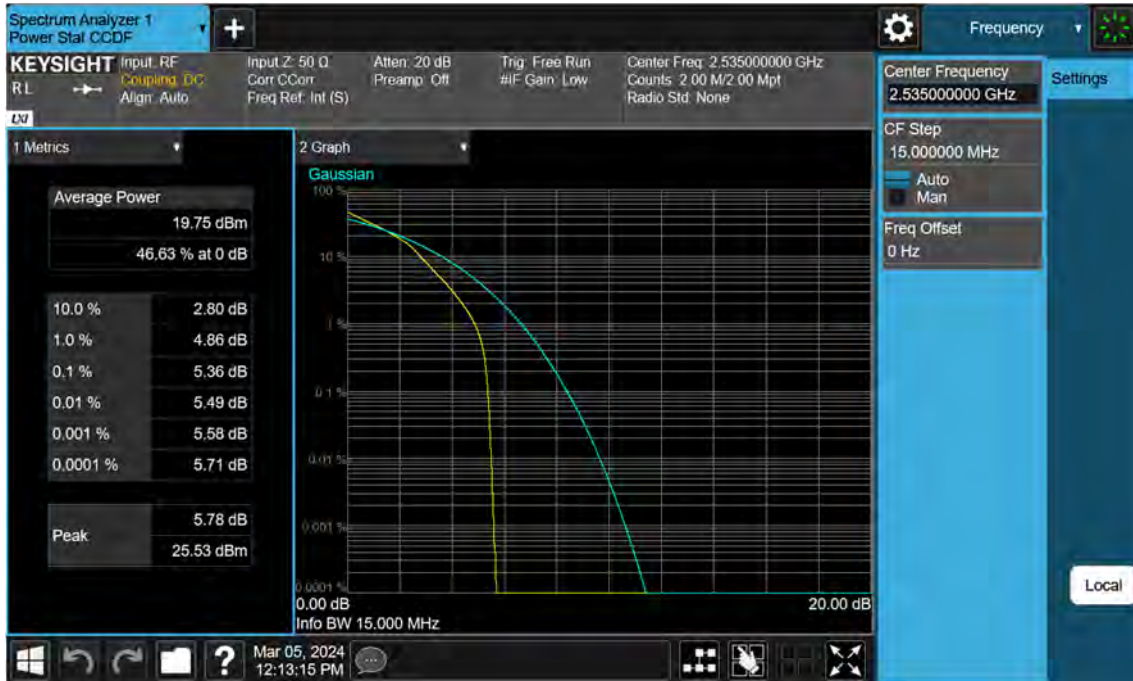 Spectrum Analyzer 1
Power Stat CCDF
Frequency
KEYSIGHT
RL
LXI
Input: RF
Coupling: DC
Align: Auto
Input Z: 50 Ω
Corr CCorr
Freq Ref: Int (S)
Atten: 20 dB
Preamp: Off
Trig: Free Run
#IF Gain: Low
Center Freq: 2.535000000 GHz
Counts: 2.00 M/2.00 Mpt
Radio Std: None
Center Frequency
2.535000000 GHz
Settings
CF Step
15.000000 MHz
Auto
Man
Freq Offset
0 Hz
Local
1 Metrics
Average Power
19.75 dBm
46.63 % at 0 dB
10.0 % 2.80 dB
1.0 % 4.86 dB
0.1 % 5.36 dB
0.01 % 5.49 dB
0.001 % 5.58 dB
0.0001 % 5.71 dB
Peak
5.78 dB
25.53 dBm
2 Graph
Gaussian
100 %
10 %
1 %
0.1 %
0.01 %
0.001 %
0.0001 %
0.00 dB
20.00 dB
Info BW 15.000 MHz
?
Mar 05, 2024
12:13:15 PM